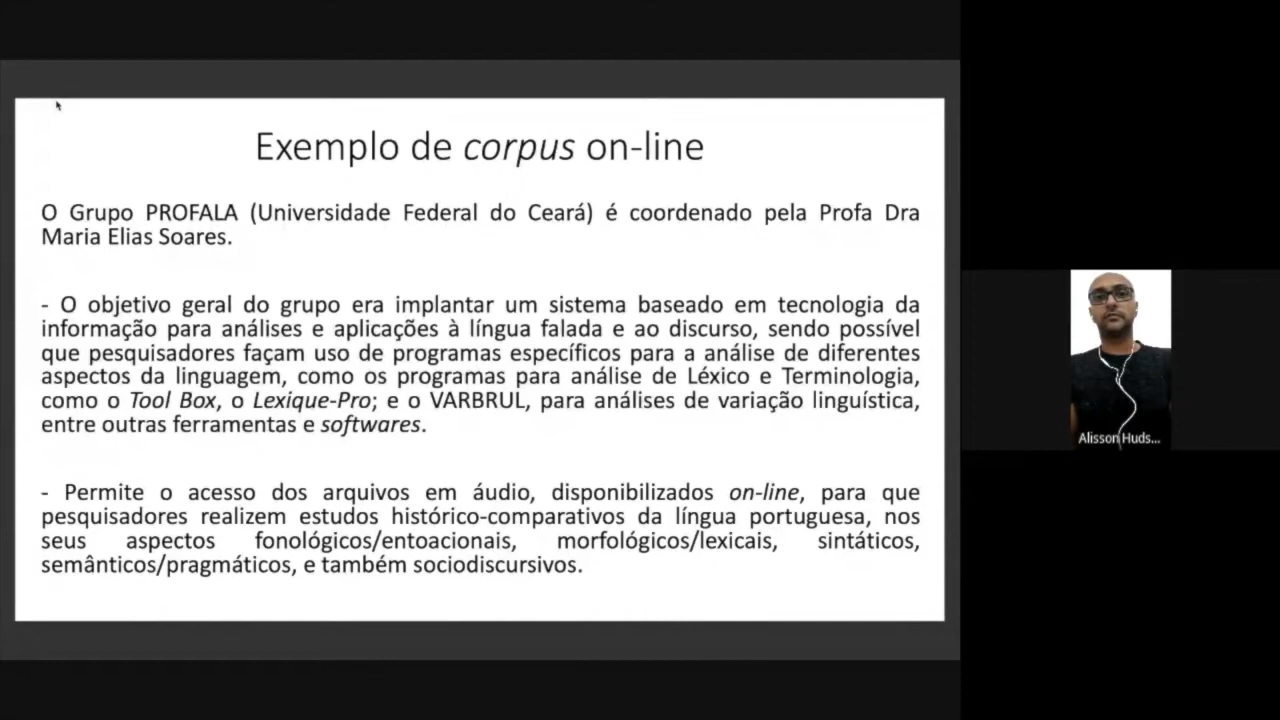 Exemplo de corpus on-line
O Grupo PROFALA (Universidade Federal do Ceará) é coordenado pela Profa Dra
Maria Elias Soares.
- O objetivo geral do grupo era implantar um sistema baseado em tecnologia da
informação para análises e aplicações à língua falada e ao discurso, sendo possível
que pesquisadores façam uso de programas específicos para a análise de diferentes
aspectos da linguagem, como os programas para análise de Léxico e Terminologia,
como o Tool Box, o Lexique-Pro; e o VARBRUL, para análises de variação linguística,
entre outras ferramentas e softwares.
- Permite o acesso dos arquivos em áudio, disponibilizados on-line, para que
pesquisadores realizem estudos histórico-comparativos da língua portuguesa, nos
seus aspectos fonológicos/entoacionais, morfológicos/lexicais, sintáticos,
semânticos/pragmáticos, e também sociodiscursivos.
Alisson Huds...